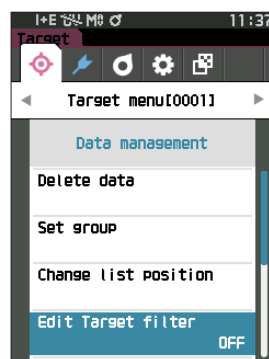 I+E M0 11:37
Target
Target menu[0001]
Data management
Delete data
Set group
Change list position
Edit Target filter
OFF